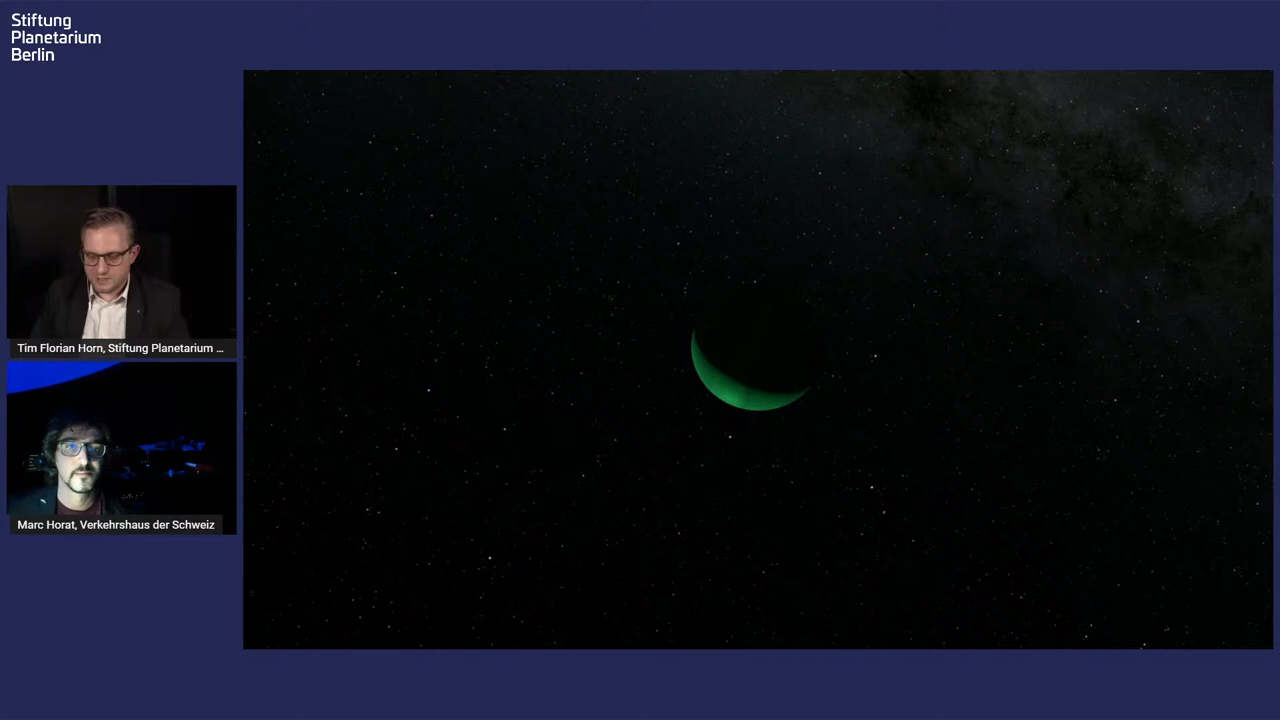 Stiftung
Planetarium
Berlin
Tim Florian Horn, Stiftung Planetarium ...
Marc Horat, Verkehrshaus der Schweiz